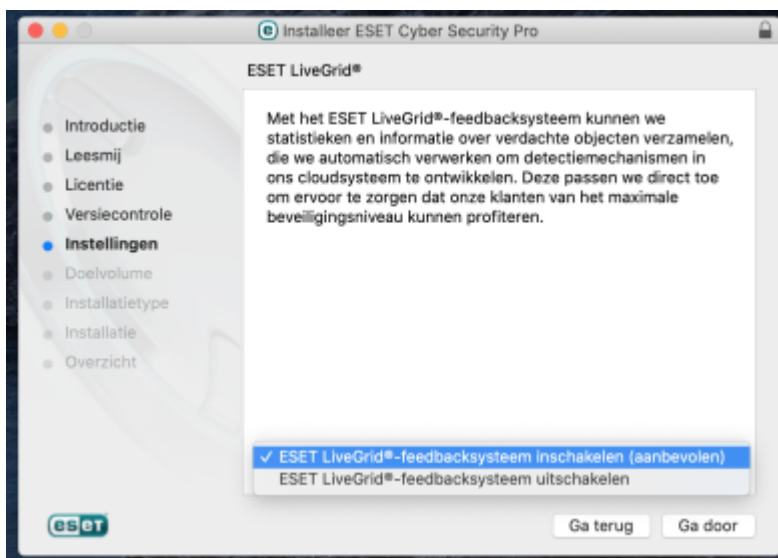 Installeer ESET Cyber Security Pro
ESET LiveGrid®
Introductie
Leesmij
Licentie
Versiecontrole
Instellingen
Doelvolume
Installatietype
Installatie
Overzicht
Met het ESET LiveGrid®-feedbacksysteem kunnen we
statistieken en informatie over verdachte objecten verzamelen,
die we automatisch verwerken om detectiemechanismen in
ons cloudsysteem te ontwikkelen. Deze passen we direct toe
om ervoor te zorgen dat onze klanten van het maximale
beveiligingsniveau kunnen profiteren.
✓ ESET LiveGrid®-feedbacksysteem inschakelen (aanbevolen)
ESET LiveGrid®-feedbacksysteem uitschakelen
eset
Ga terug
Ga door